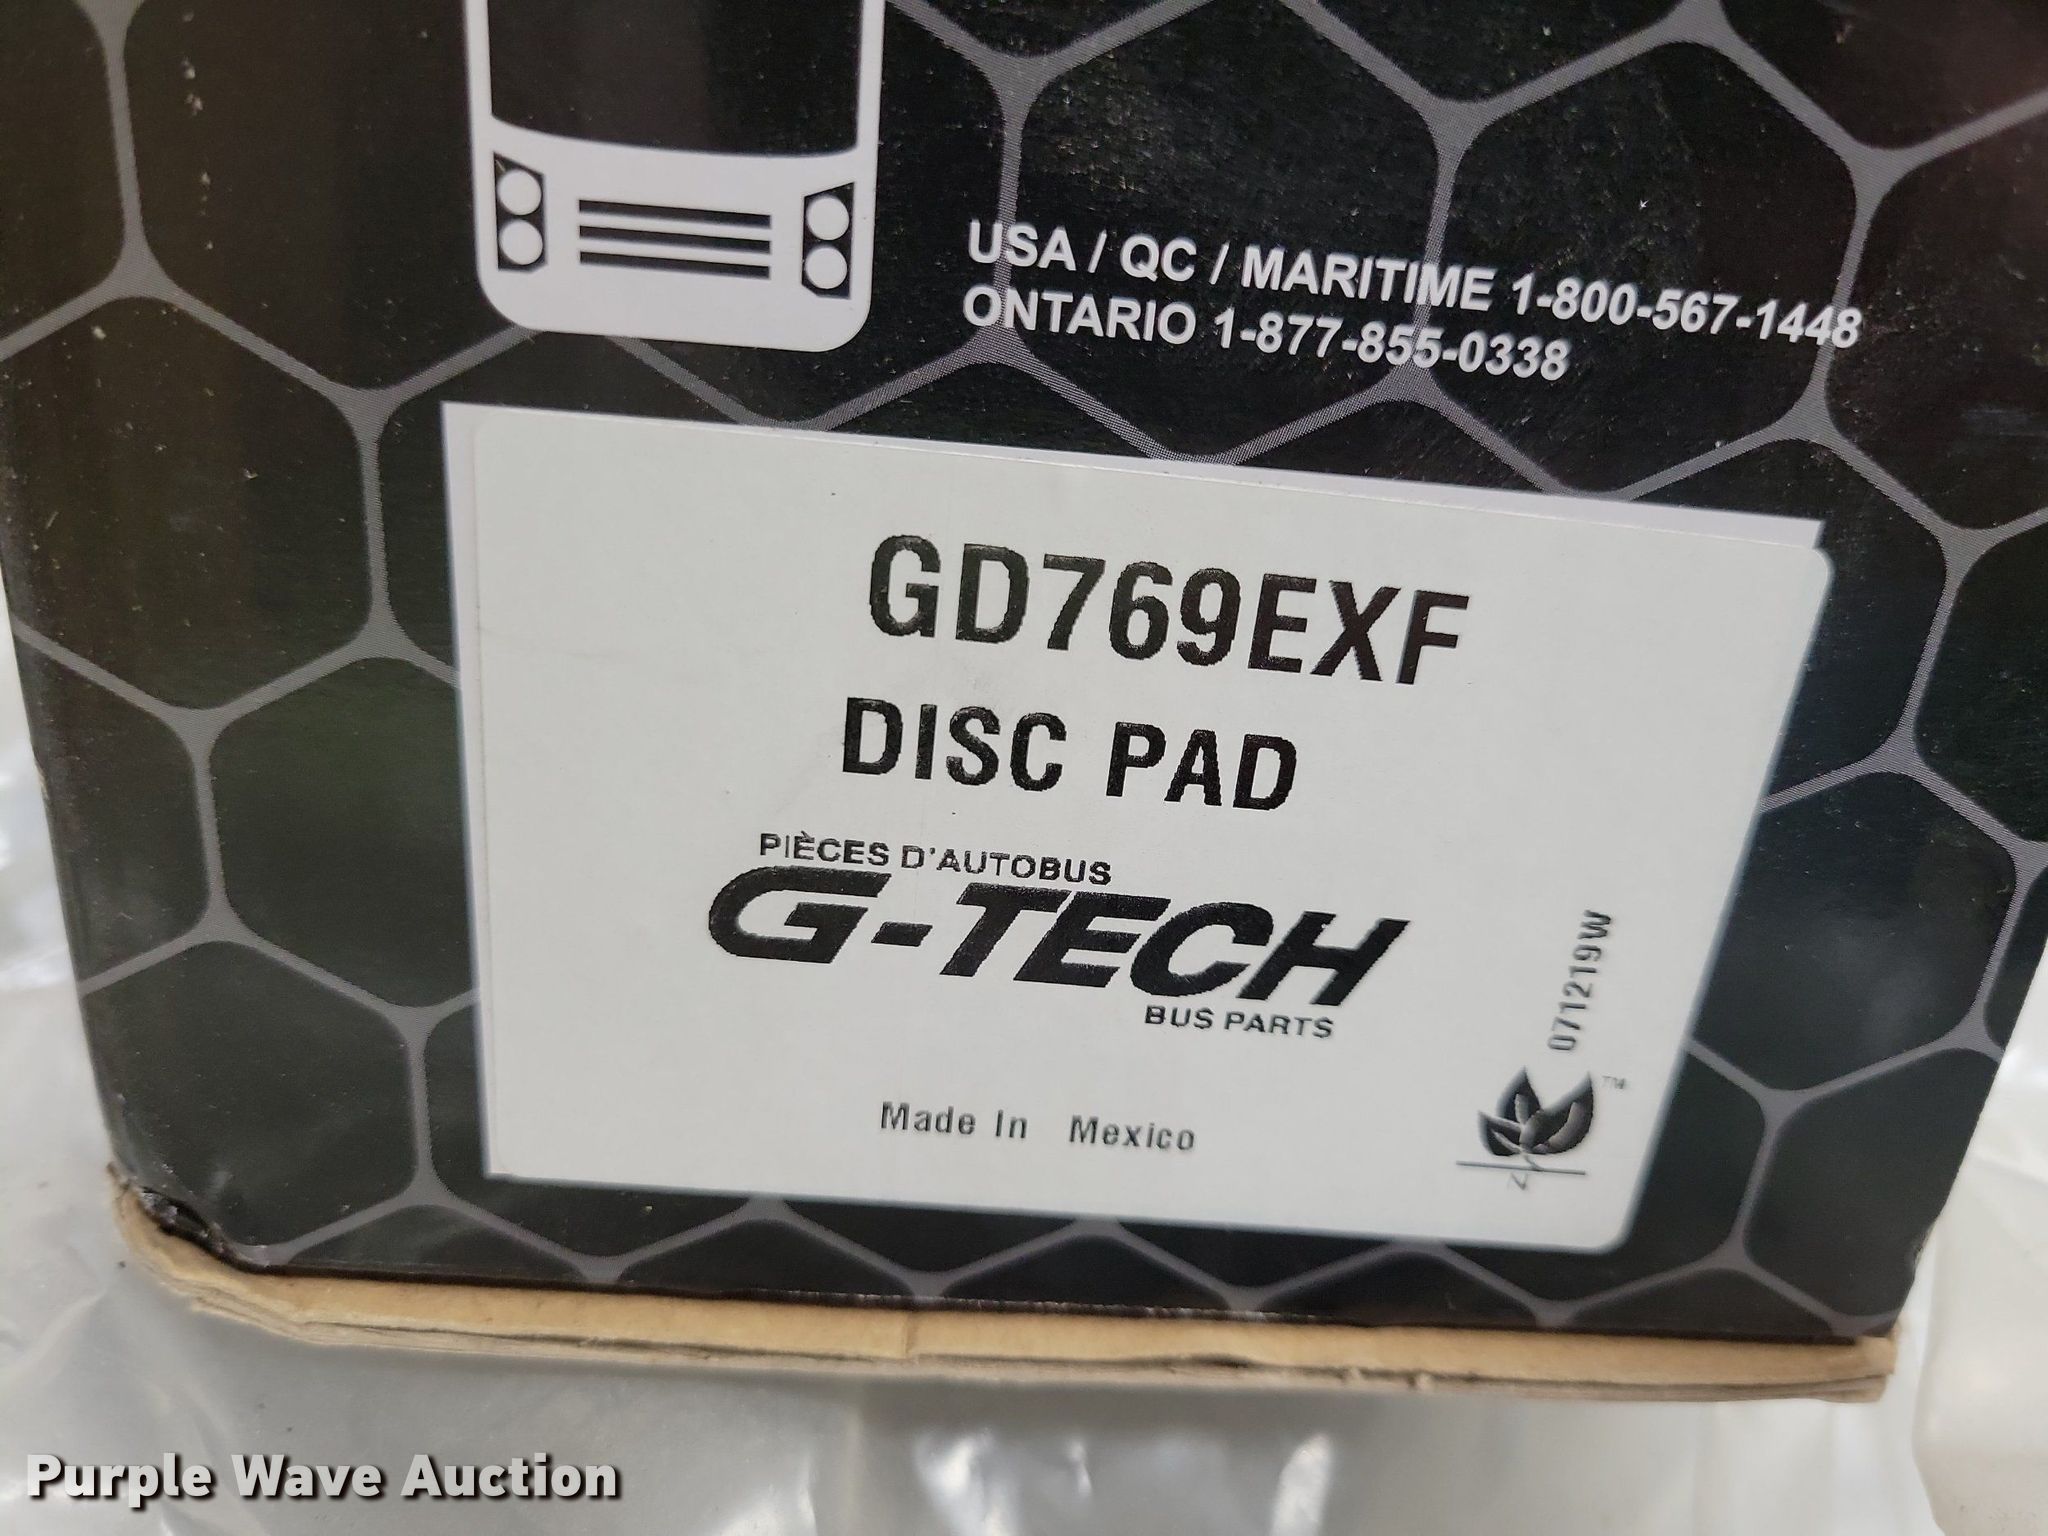 USA / QC / MARITIME 1-800-567-1448
ONTARIO 1-877-855-0338
GD769EXF
DISC PAD
PIÈCES D'AUTOBUS
G-TECH
BUS PARTS
071219W
TM
Made In Mexico
Purple Wave Auction